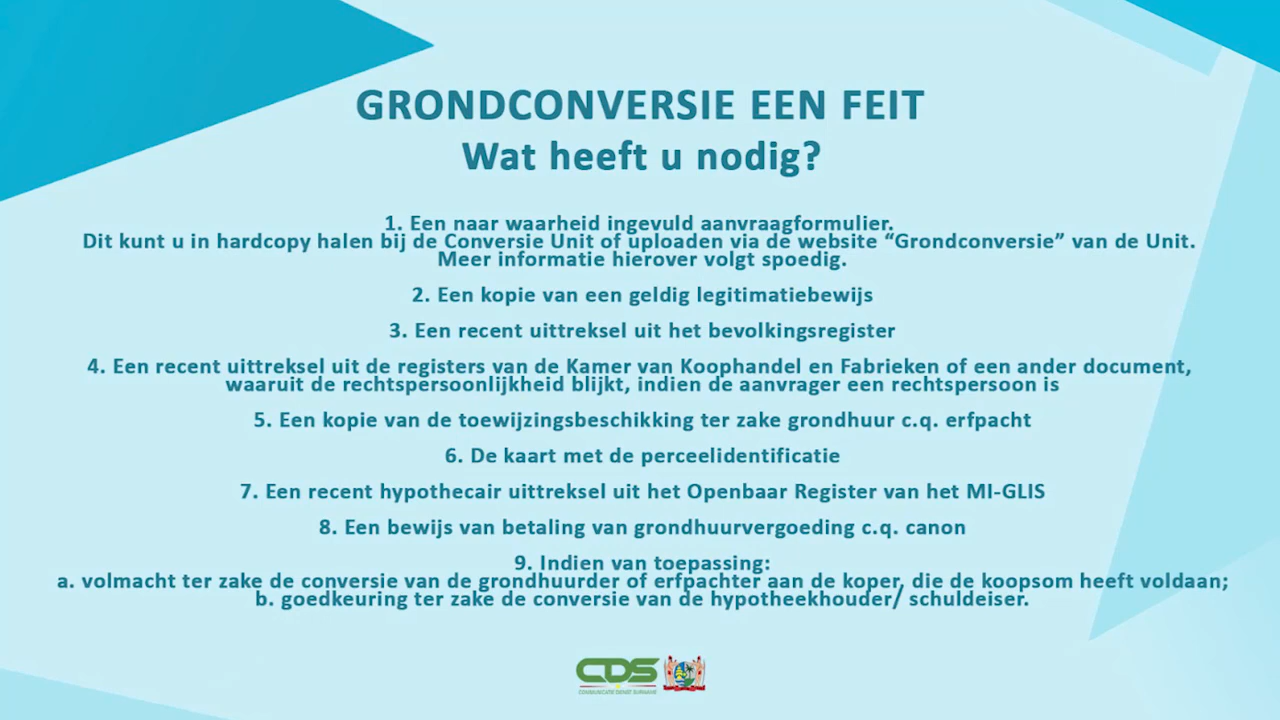 GRONDCONVERSIE EEN FEIT
Wat heeft u nodig?
1. Een naar waarheid ingevuld aanvraagformulier.
Dit kunt u in hardcopy halen bij de Conversie Unit of uploaden via de website “Grondconversie” van de Unit.
Meer informatie hierover volgt spoedig.
2. Een kopie van een geldig legitimatiebewijs
3. Een recent uittreksel uit het bevolkingsregister
4. Een recent uittreksel uit de registers van de Kamer van Koophandel en Fabrieken of een ander document,
waaruit de rechtspersoonlijkheid blijkt, indien de aanvrager een rechtspersoon is
5. Een kopie van de toewijzingsbeschikking ter zake grondhuur c.q. erfpacht
6. De kaart met de perceelidentificatie
7. Een recent hypothecair uittreksel uit het Openbaar Register van het MI-GLIS
8. Een bewijs van betaling van grondhuurvergoeding c.q. canon
9. Indien van toepassing:
a. volmacht ter zake de conversie van de grondhuurder of erfpachter aan de koper, die de koopsom heeft voldaan;
b. goedkeuring ter zake de conversie van de hypotheekhouder/ schuldeiser.
CDS
COMMUNICATIE DIENST SURINAME